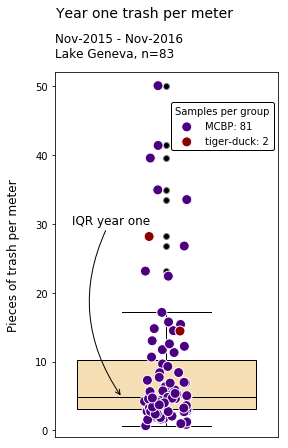 Year one trash per meter
Nov-2015 - Nov-2016
Lake Geneva, n=83
50
40
30
20
10
0
Pieces of trash per meter
Samples per group
MCBP: 81
tiger-duck: 2
IQR year one